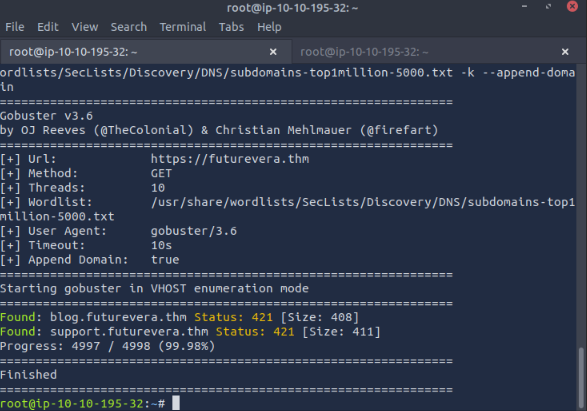 root@ip-10-10-195-32: ~
File Edit View Search Terminal Tabs Help
root@ip-10-10-195-32: ~ × root@ip-10-10-195-32: ~ ×
ordlists/SecLists/Discovery/DNS/subdomains-top1million-5000.txt -k --append-doma
in
===============================================================
Gobuster v3.6
by OJ Reeves (@TheColonial) & Christian Mehlmauer (@firefart)
===============================================================
[+] Url: https://futurevera.thm
[+] Method: GET
[+] Threads: 10
[+] Wordlist: /usr/share/wordlists/SecLists/Discovery/DNS/subdomains-top1
million-5000.txt
[+] User Agent: gobuster/3.6
[+] Timeout: 10s
[+] Append Domain: true
===============================================================
Starting gobuster in VHOST enumeration mode
===============================================================
Found: blog.futurevera.thm Status: 421 [Size: 408]
Found: support.futurevera.thm Status: 421 [Size: 411]
Progress: 4997 / 4998 (99.98%)
===============================================================
Finished
===============================================================
root@ip-10-10-195-32:~#